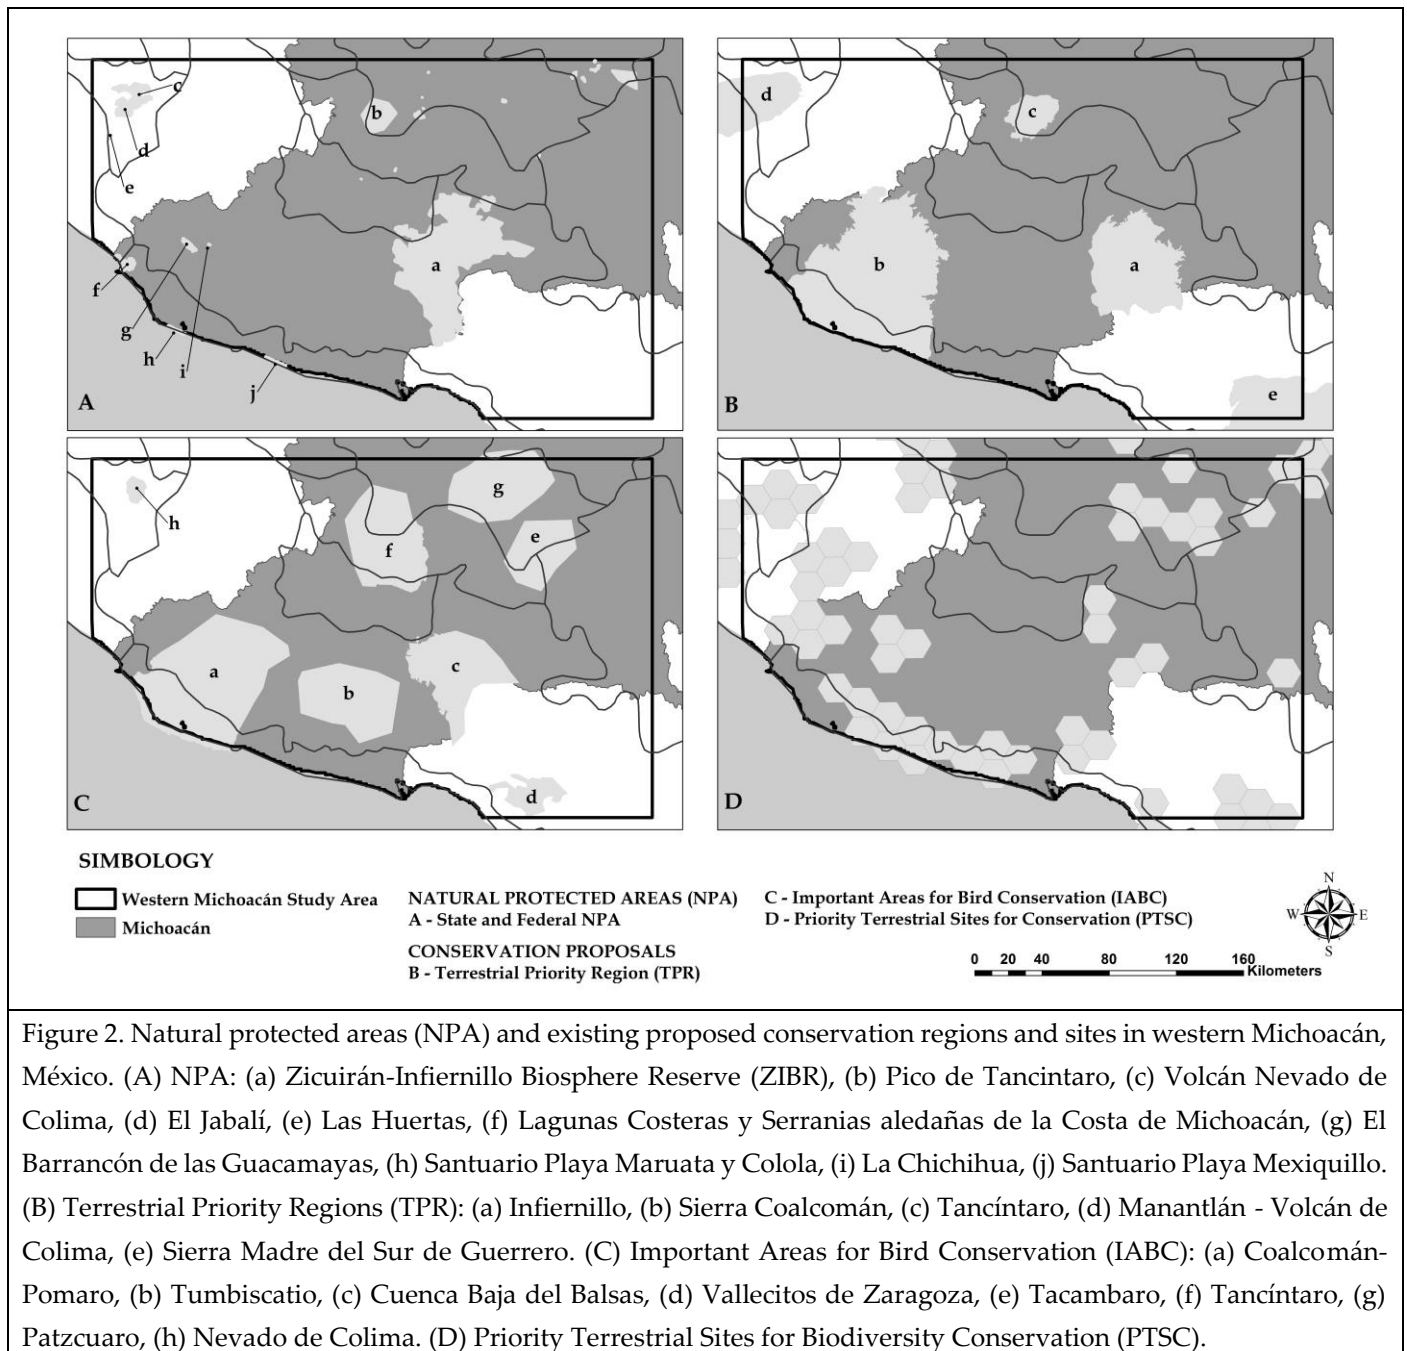 c
b
d
e
a
f
g
h
i
j
A
d
c
b
a
e
B
g
h
e
f
a
c
b
d
C
D
SIMBOLOGY
Western Michoacán Study Area
Michoacán
NATURAL PROTECTED AREAS (NPA)
A - State and Federal NPA
CONSERVATION PROPOSALS
B - Terrestrial Priority Region (TPR)
C - Important Areas for Bird Conservation (IABC)
D - Priority Terrestrial Sites for Conservation (PTSC)
N
W E
S
0 20 40 80 120 160
Kilometers
Figure 2. Natural protected areas (NPA) and existing proposed conservation regions and sites in western Michoacán,
México. (A) NPA: (a) Zicuirán-Infiernillo Biosphere Reserve (ZIBR), (b) Pico de Tancintaro, (c) Volcán Nevado de
Colima, (d) El Jabalí, (e) Las Huertas, (f) Lagunas Costeras y Serranias aledañas de la Costa de Michoacán, (g) El
Barrancón de las Guacamayas, (h) Santuario Playa Maruata y Colola, (i) La Chichihua, (j) Santuario Playa Mexiquillo.
(B) Terrestrial Priority Regions (TPR): (a) Infiernillo, (b) Sierra Coalcomán, (c) Tancíntaro, (d) Manantlán - Volcán de
Colima, (e) Sierra Madre del Sur de Guerrero. (C) Important Areas for Bird Conservation (IABC): (a) Coalcomán-
Pomaro, (b) Tumbiscatio, (c) Cuenca Baja del Balsas, (d) Vallecitos de Zaragoza, (e) Tacambaro, (f) Tancíntaro, (g)
Patzcuaro, (h) Nevado de Colima. (D) Priority Terrestrial Sites for Biodiversity Conservation (PTSC).